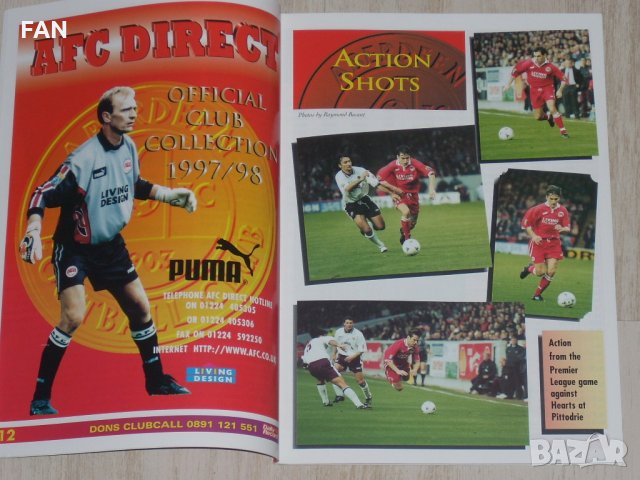 FAN
AFC DIRECT
OFFICIAL
CLUB
COLLECTION
1997/98
LIVING
DESIGN
PUMA
TELEPHONE AFC DIRECT HOTLINE
ON 01224 405305
OR 01224 405306
FAX ON 01224 592250
INTERNET HTTP://WWW.AFC.CO.UK
LIVING
DESIGN
12
DONS CLUBCALL 0891 121 551
ABERDEEN
ACTION
SHOTS
Photos by Raymond Besant
Action
from the
Premier
League game
against
Hearts at
Pittodrie
BAZAR
bg